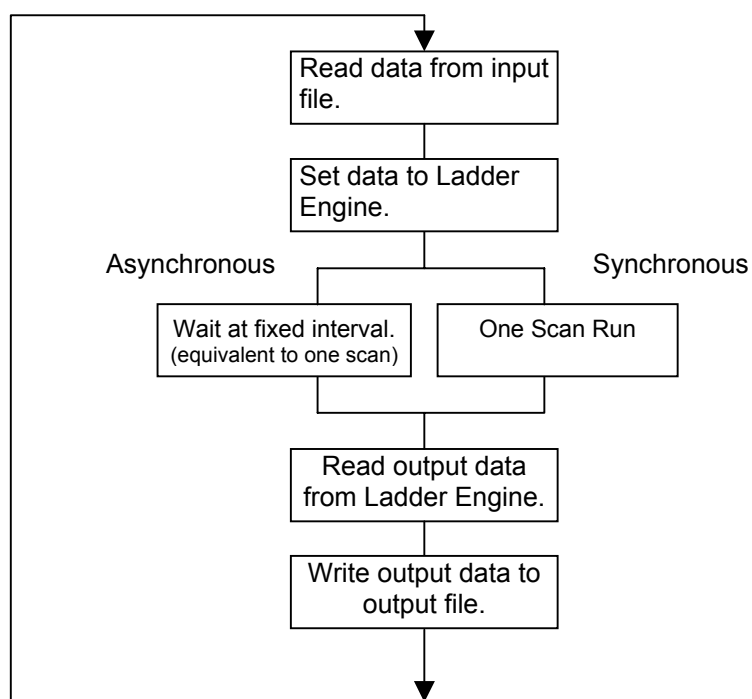 Read data from input
file.
Set data to Ladder
Engine.
Asynchronous
Synchronous
Wait at fixed interval.
(equivalent to one scan)
One Scan Run
Read output data
from Ladder Engine.
Write output data to
output file.